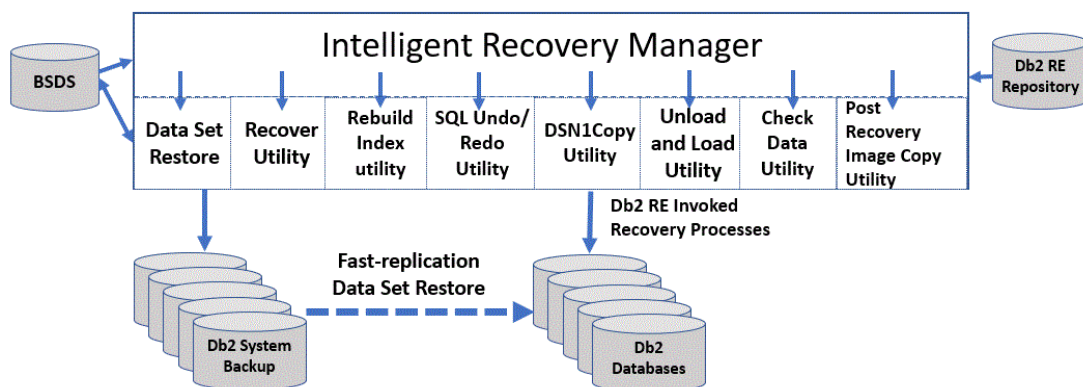 Intelligent Recovery Manager
BSDS
Db2 RE
Repository
Data Set
Restore
Recover
Utility
Rebuild
Index
utility
SQL Undo/
Redo
Utility
DSN1Copy
Utility
Unload
and Load
Utility
Check
Data
Utility
Post
Recovery
Image Copy
Utility
Db2 RE Invoked
Recovery Processes
Fast-replication
Data Set Restore
Db2 System
Backup
Db2
Databases